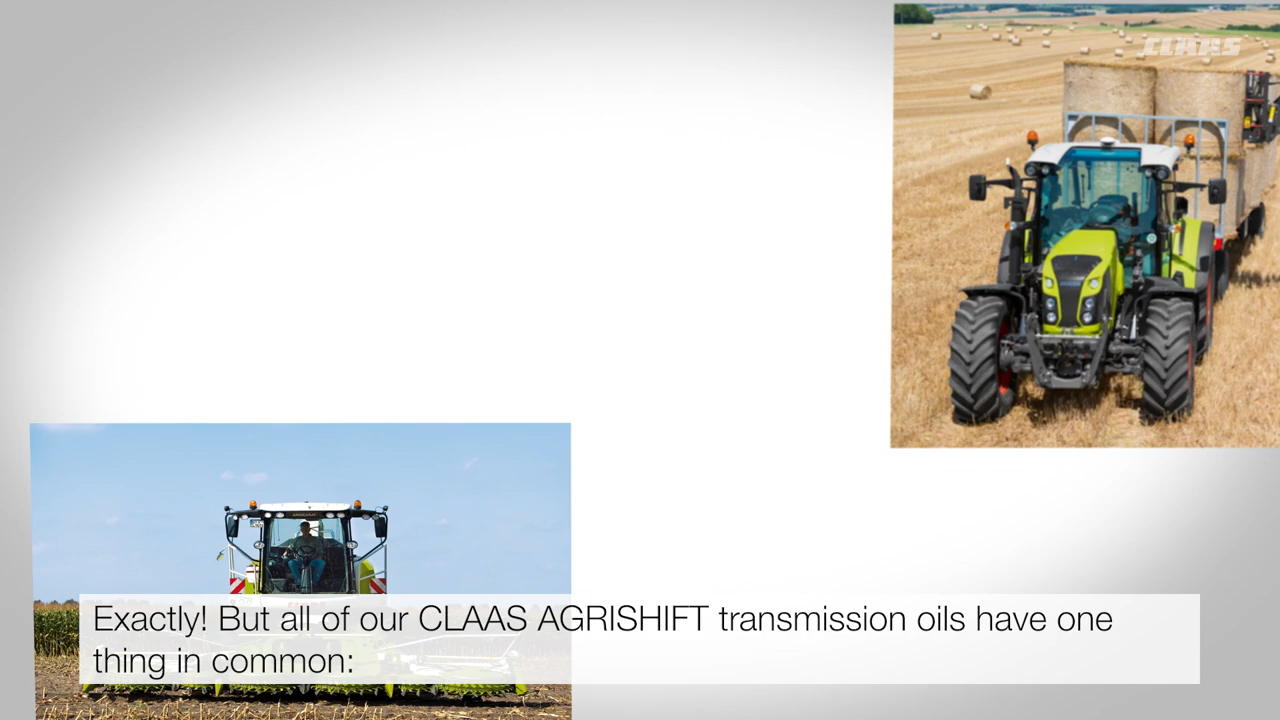 CLAAS
Exactly! But all of our CLAAS AGRISHIFT transmission oils have one
thing in common: